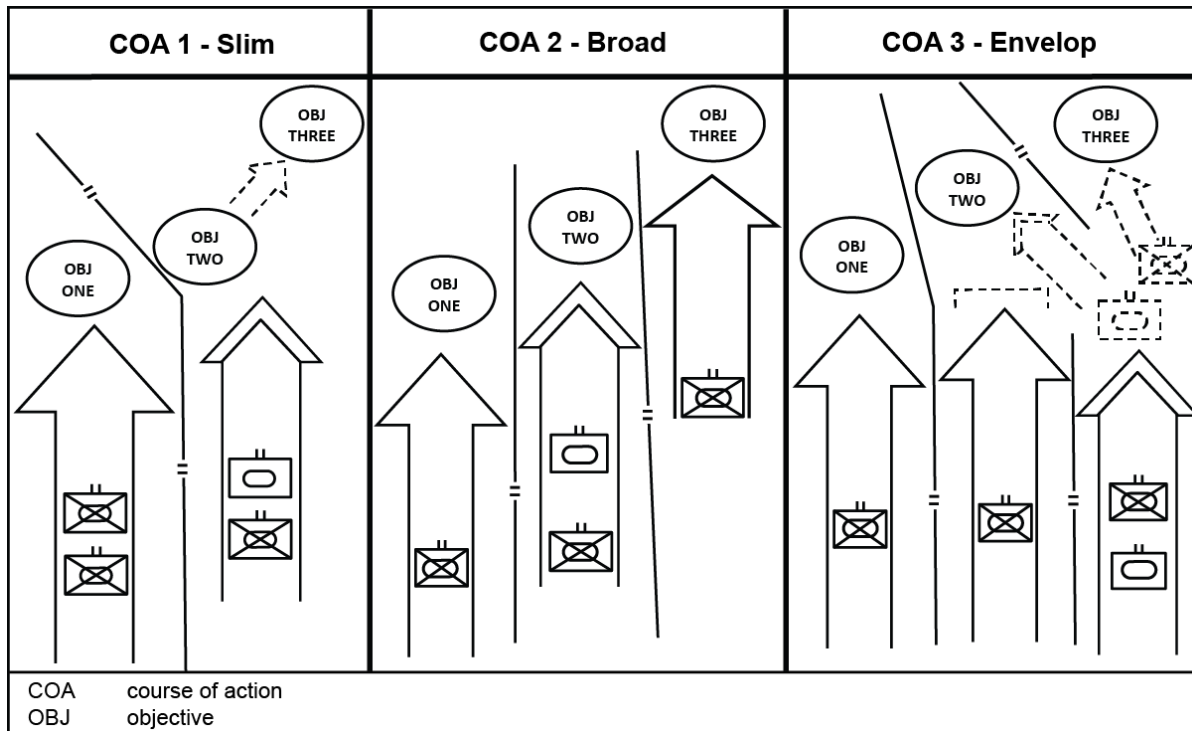 COA 1 - Slim
COA 2 - Broad
COA 3 - Envelop
OBJ
THREE
OBJ
TWO
OBJ
ONE
OBJ
THREE
OBJ
TWO
OBJ
ONE
OBJ
THREE
OBJ
TWO
OBJ
ONE
COA course of action
OBJ objective